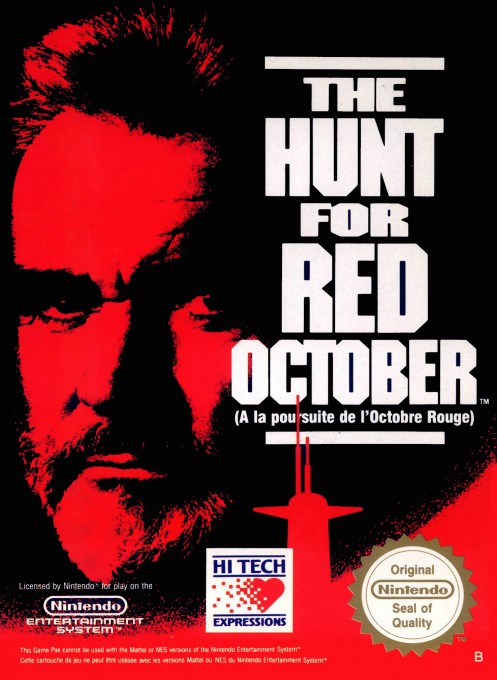 THE
HUNT
FOR
RED
OCTOBER™
(A la poursuite de l'Octobre Rouge)
Licensed by Nintendo® for play on the
Nintendo®
ENTERTAINMENT
SYSTEM™
HI TECH
EXPRESSIONS
Original
Nintendo®
Seal of
Quality
TM
This Game Pak cannot be used with the Mattel or NES versions of the Nintendo Entertainment System™
Cette cartouche de jeu ne peut être utilisée avec les versions Mattel ou NES du Nintendo Entertainment System™
B